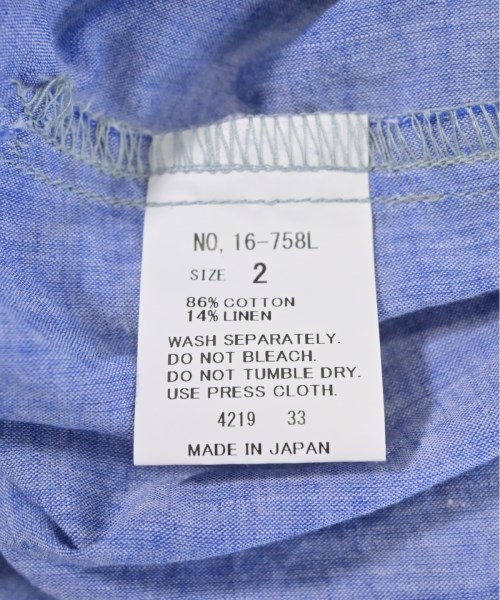 NO, 16-758L
SIZE 2
86% COTTON
14% LINEN
WASH SEPARATELY.
DO NOT BLEACH.
DO NOT TUMBLE DRY.
USE PRESS CLOTH.
4219 33
MADE IN JAPAN